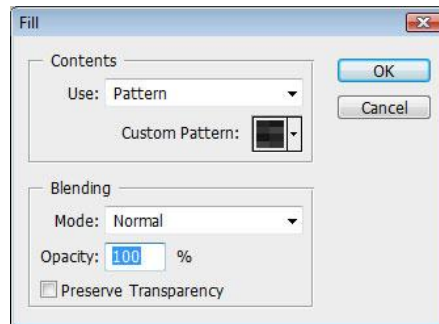 Fill
Contents
Use: Pattern
Custom Pattern:
OK
Cancel
Blending
Mode: Normal
Opacity: 100 %
Preserve Transparency